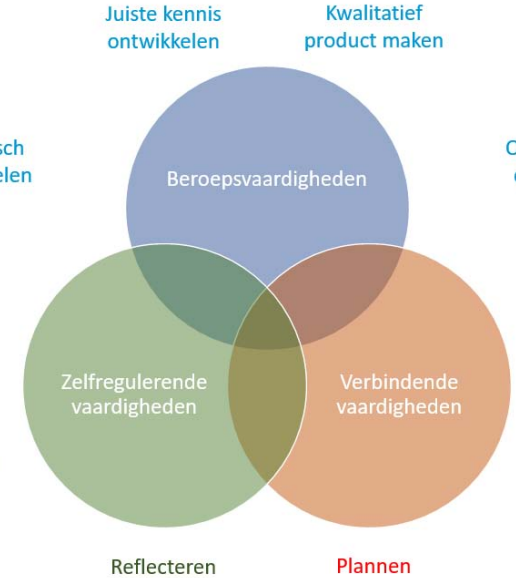 Juiste kennis
ontwikkelen
Kwalitatief
product maken
Beroepsvaardigheden
Zelfregulerende
vaardigheden
Verbindende
vaardigheden
Reflecteren
Plannen